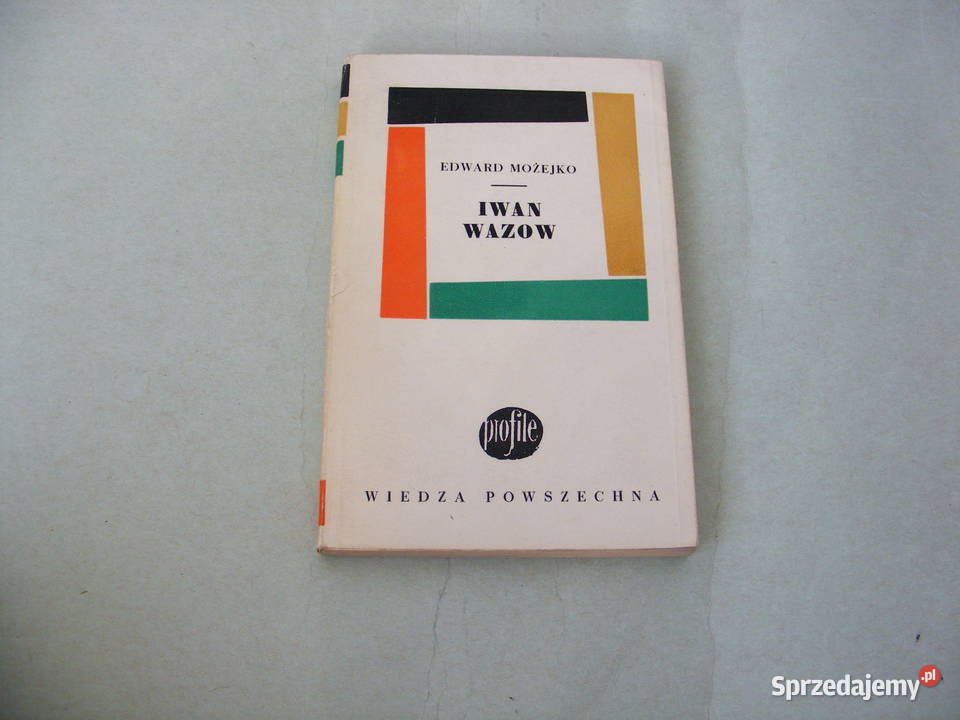 EDWARD MOŻEJKO
IWAN
WAZOW
profile
WIEDZA POWSZECHNA
Sprzedajemy.pl